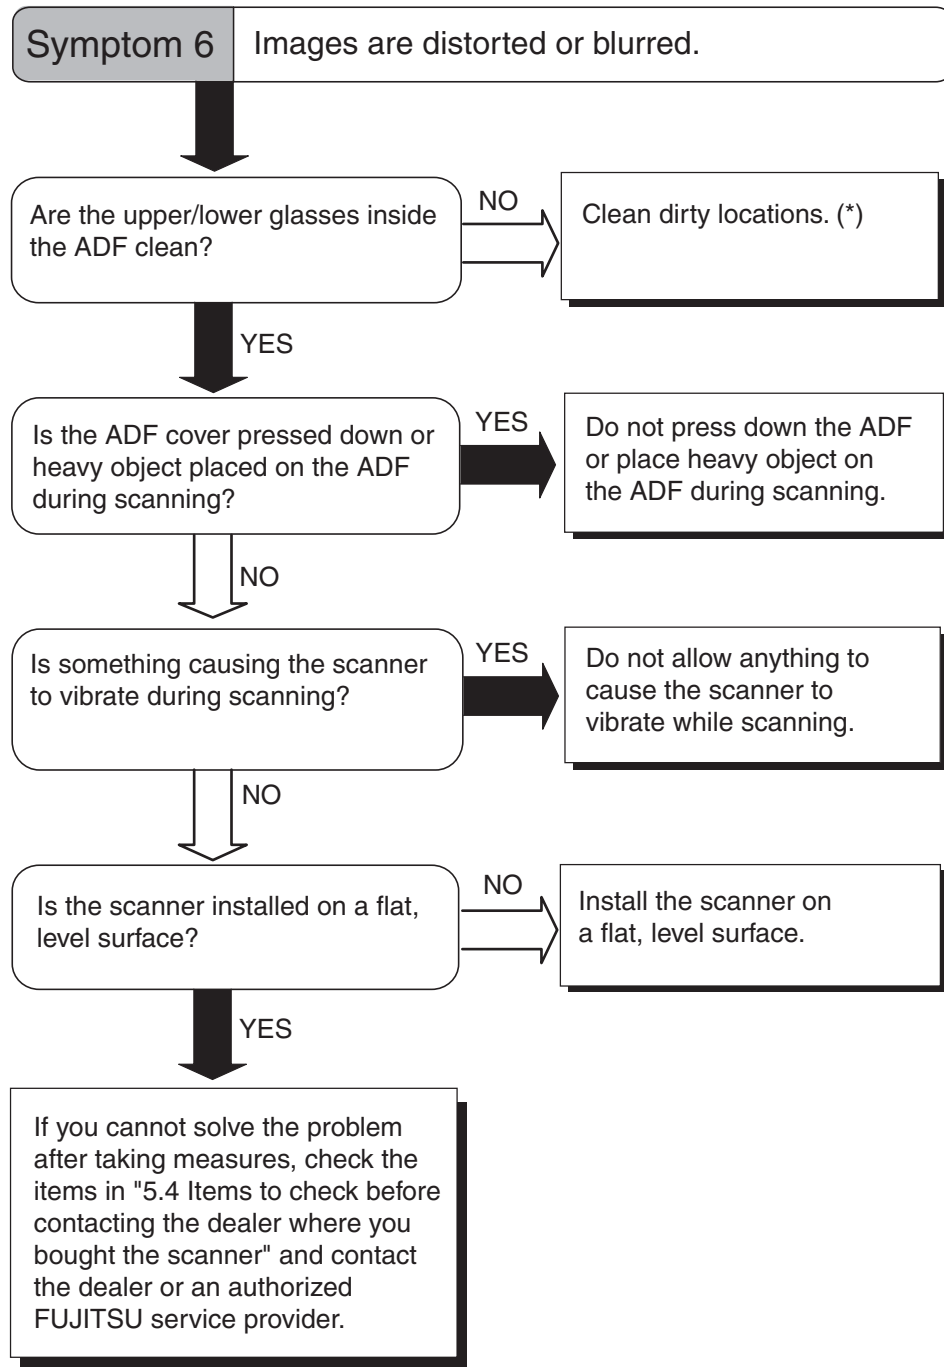 Symptom 6
Images are distorted or blurred.
Are the upper/lower glasses inside
the ADF clean?
NO
Clean dirty locations. (*)
YES
Is the ADF cover pressed down or
heavy object placed on the ADF
during scanning?
YES
Do not press down the ADF
or place heavy object on
the ADF during scanning.
NO
Is something causing the scanner
to vibrate during scanning?
YES
Do not allow anything to
cause the scanner to
vibrate while scanning.
NO
Is the scanner installed on a flat,
level surface?
NO
Install the scanner on
a flat, level surface.
YES
If you cannot solve the problem
after taking measures, check the
items in "5.4 Items to check before
contacting the dealer where you
bought the scanner" and contact
the dealer or an authorized
FUJITSU service provider.